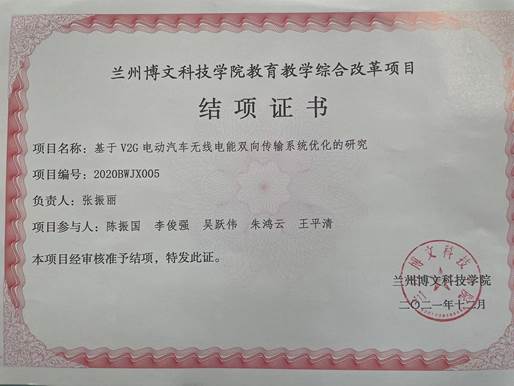 兰州博文科技学院教育教学综合改革项目
结项证书
项目名称：基于 V2G 电动汽车无线电能双向传输系统优化的研究
项目编号：2020BWJX005
负责人：张振丽
项目参与人：陈振国 李俊强 吴跃伟 朱鸿云 王平清
本项目经审核准予结项，特发此证。
兰州博文科技学院
二〇二一年十二月